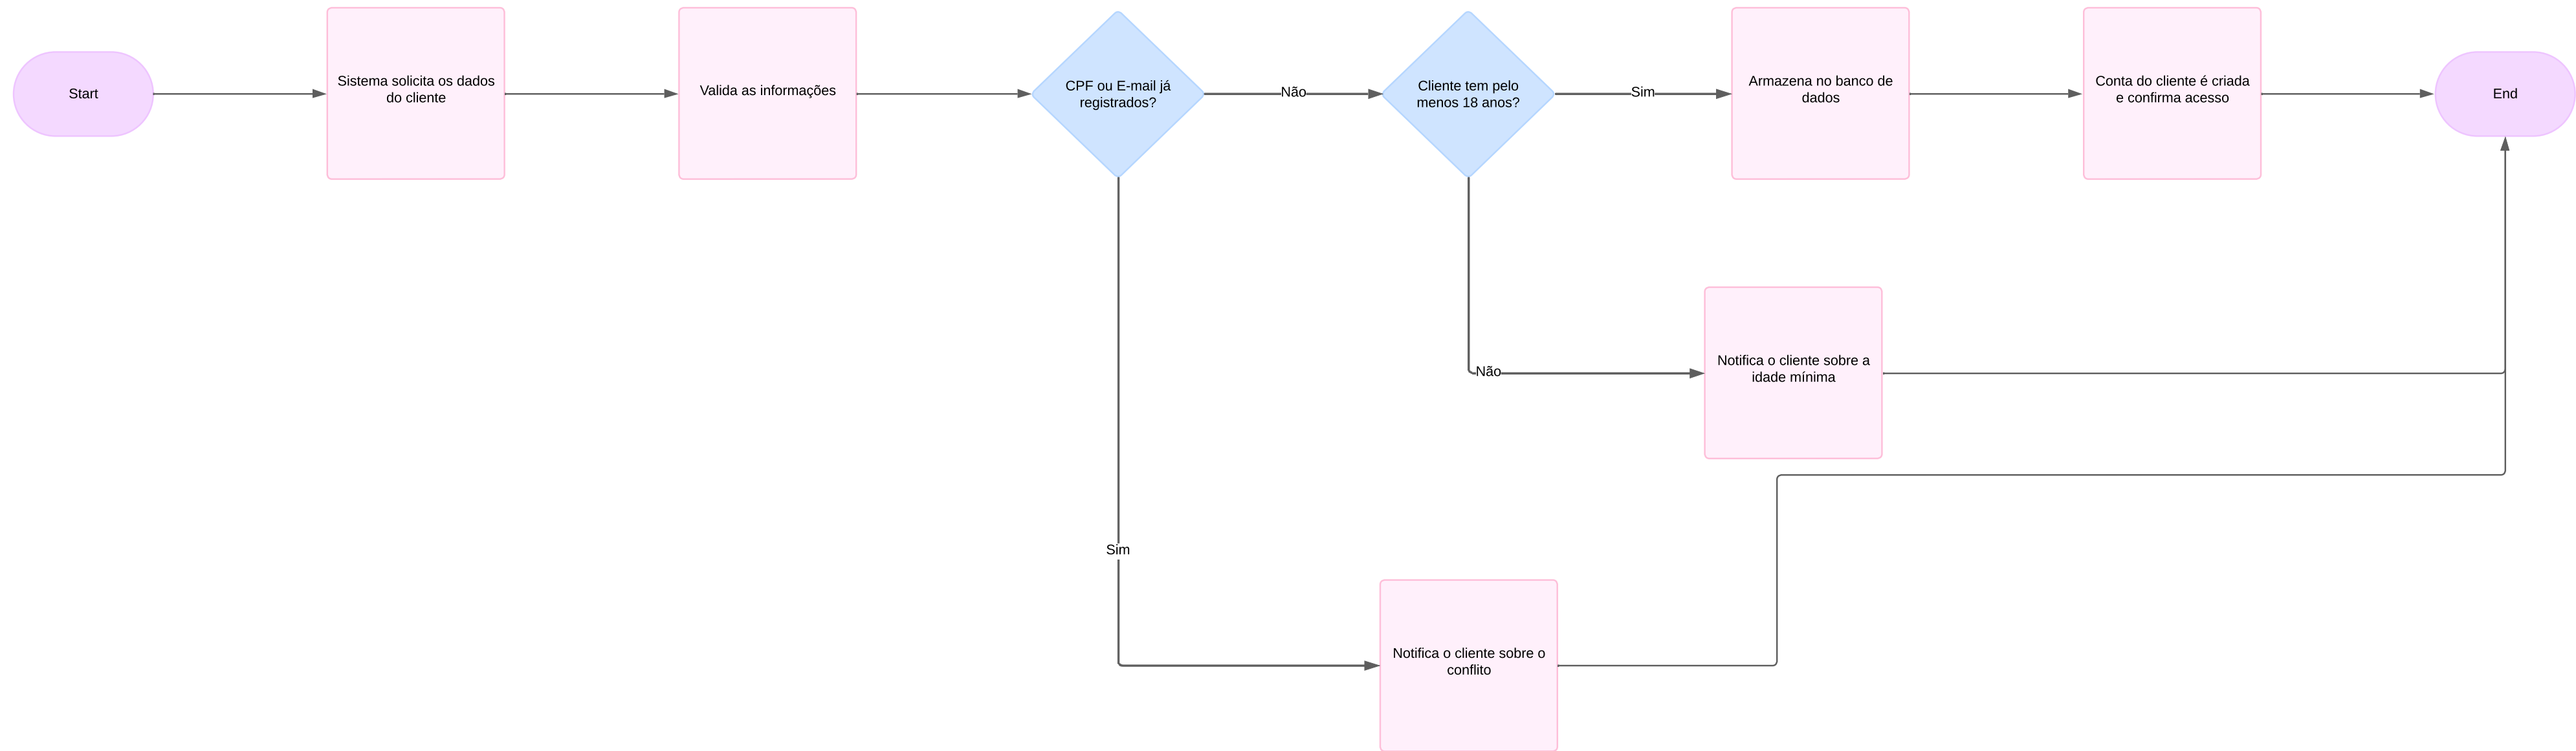 Start
Sistema solicita os dados
do cliente
Valida as informações
CPF ou E-mail já
registrados?
Não
Cliente tem pelo
menos 18 anos?
Sim
Armazena no banco de
dados
Conta do cliente é criada
e confirma acesso
End
Não
Notifica o cliente sobre a
idade mínima
Sim
Notifica o cliente sobre o
conflito